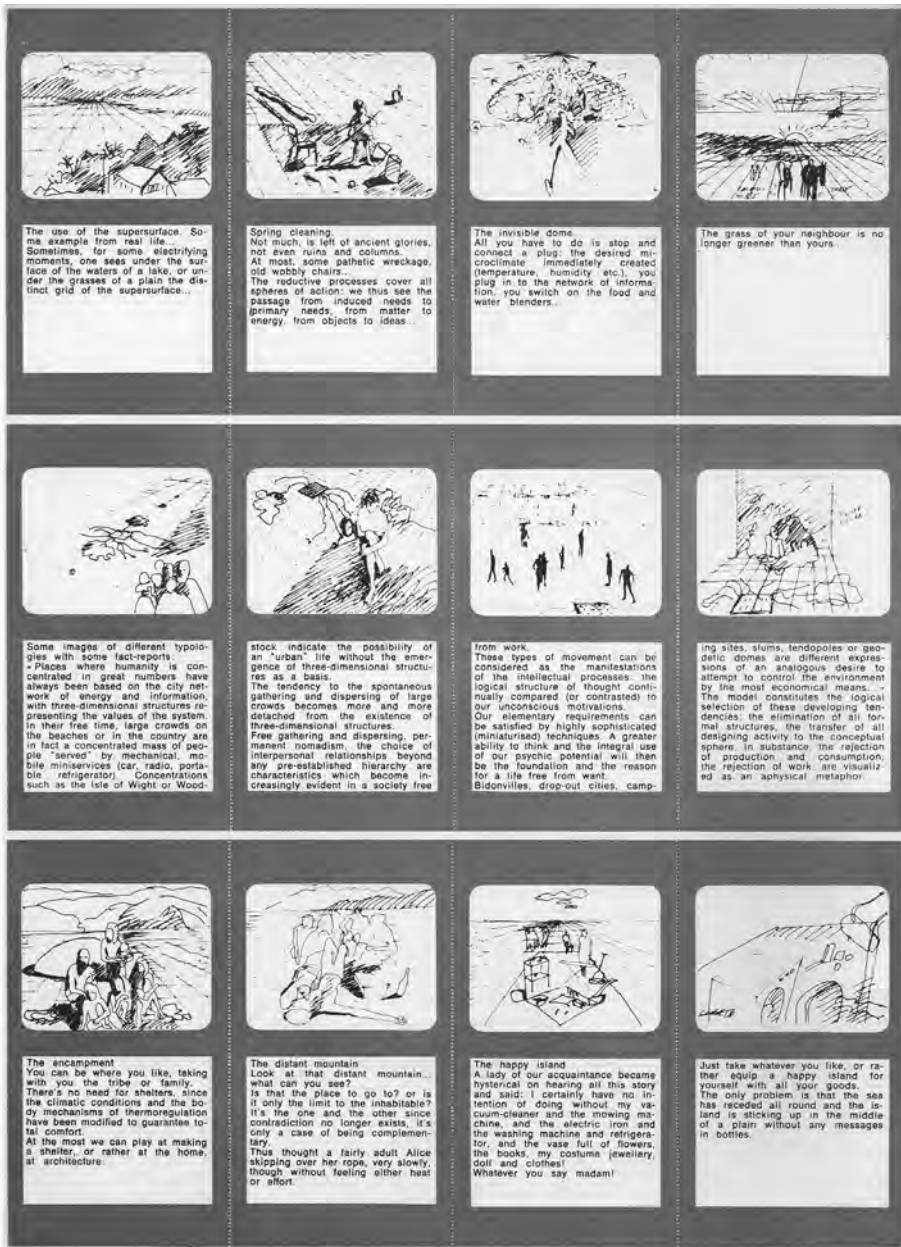 The use of the supersurface. So-
me example from real life...
Sometimes, for some electrifying
moments, one sees under the sur-
face of the waters of a lake, or un-
der the grasses of a plain the dis-
tinct grid of the supersurface...
Spring cleaning.
Not much, is left of ancient glories,
not even ruins and columns.
At most, some pathetic wreckage,
old wobbly chairs...
The reductive processes cover all
spheres of action: we thus see the
passage from induced needs to
primary needs, from matter to
energy, from objects to ideas...
The invisible dome
All you have to do is stop and
connect a plug: the desired mi-
croclimate immediately created
(temperature, humidity etc.), you
plug in to the network of informa-
tion, you switch on the food and
water blenders...
The grass of your neighbour is no
longer greener than yours...
Some images of different typolo-
gies with some fact-reports:
« Places where humanity is con-
centrated in great numbers have
always been based on the city net-
work of energy and information,
with three-dimensional structures re-
presenting the values of the system.
In their free time, large crowds on
the beaches or in the country are
in fact a concentrated mass of peo-
ple "served" by mechanical, mo-
bile miniservices (car, radio, porta-
ble refrigerator). Concentrations
such as the Isle of Wight or Wood-
stock indicate the possibility of
an "urban" life without the emer-
gence of three-dimensional structu-
res as a basis.
The tendency to the spontaneous
gathering and dispersing of large
crowds becomes more and more
detached from the existence of
three-dimensional structures.
Free gathering and dispersing, per-
manent nomadism, the choice of
interpersonal relationships beyond
any pre-established hierarchy are
characteristics which become in-
creasingly evident in a society free
from work.
These types of movement can be
considered as the manifestations
of the intellectual processes: the
logical structure of thought conti-
nually compared (or contrasted) to
our unconscious motivations.
Our elementary requirements can
be satisfied by highly sophisticated
(miniaturised) techniques. A greater
ability to think and the integral use
of our psychic potential will then
be the foundation and the reason
for a life free from want.
Bidonvilles, drop-out cities, camp-
ing sites, slums, tendopoles or geo-
detic domes are different expres-
sions of an analogous desire to
attempt to control the environment
by the most economical means... »
The model constitutes the logical
selection of these developing ten-
dencies: the elimination of all for-
mal structures, the transfer of all
designing activity to the conceptual
sphere. In substance, the rejection
of production and consumption,
the rejection of work, are visualiz-
ed as an aphysical metaphor.
The encampment
You can be where you like, taking
with you the tribe or family.
There's no need for shelters, since
the climatic conditions and the bo-
dy mechanisms of thermoregulation
have been modified to guarantee to-
tal comfort.
At the most we can play at making
a shelter, or rather at the home,
at architecture.
The distant mountain
Look at that distant mountain...
what can you see?
Is that the place to go to? or is
it only the limit to the inhabitable?
It's the one and the other since
contradiction no longer exists, it's
only a case of being complemen-
tary.
Thus thought a fairly adult Alice
skipping over her rope, very slowly,
though without feeling either heat
or effort.
The happy island
A lady of our acquaintance became
hysterical on hearing all this story
and said: I certainly have no in-
tention of doing without my va-
cuum-cleaner and the mowing ma-
chine, and the electric iron and
the washing machine and refrigera-
tor, and the vase full of flowers,
the books, my costume jewellery,
doll and clothes!
Whatever you say madam!
Just take whatever you like, or ra-
ther equip a happy island for
yourself with all your goods.
The only problem is that the sea
has receded all round and the is-
land is sticking up in the middle
of a plain without any messages
in bottles.